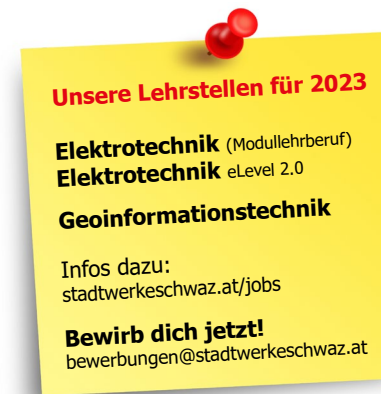 Unsere Lehrstellen für 2023
Elektrotechnik (Modullehrberuf)
Elektrotechnik eLevel 2.0
Geoinformationstechnik
Infos dazu:
stadtwerkeschwaz.at/jobs
Bewirb dich jetzt!
bewerbungen@stadtwerkeschwaz.at